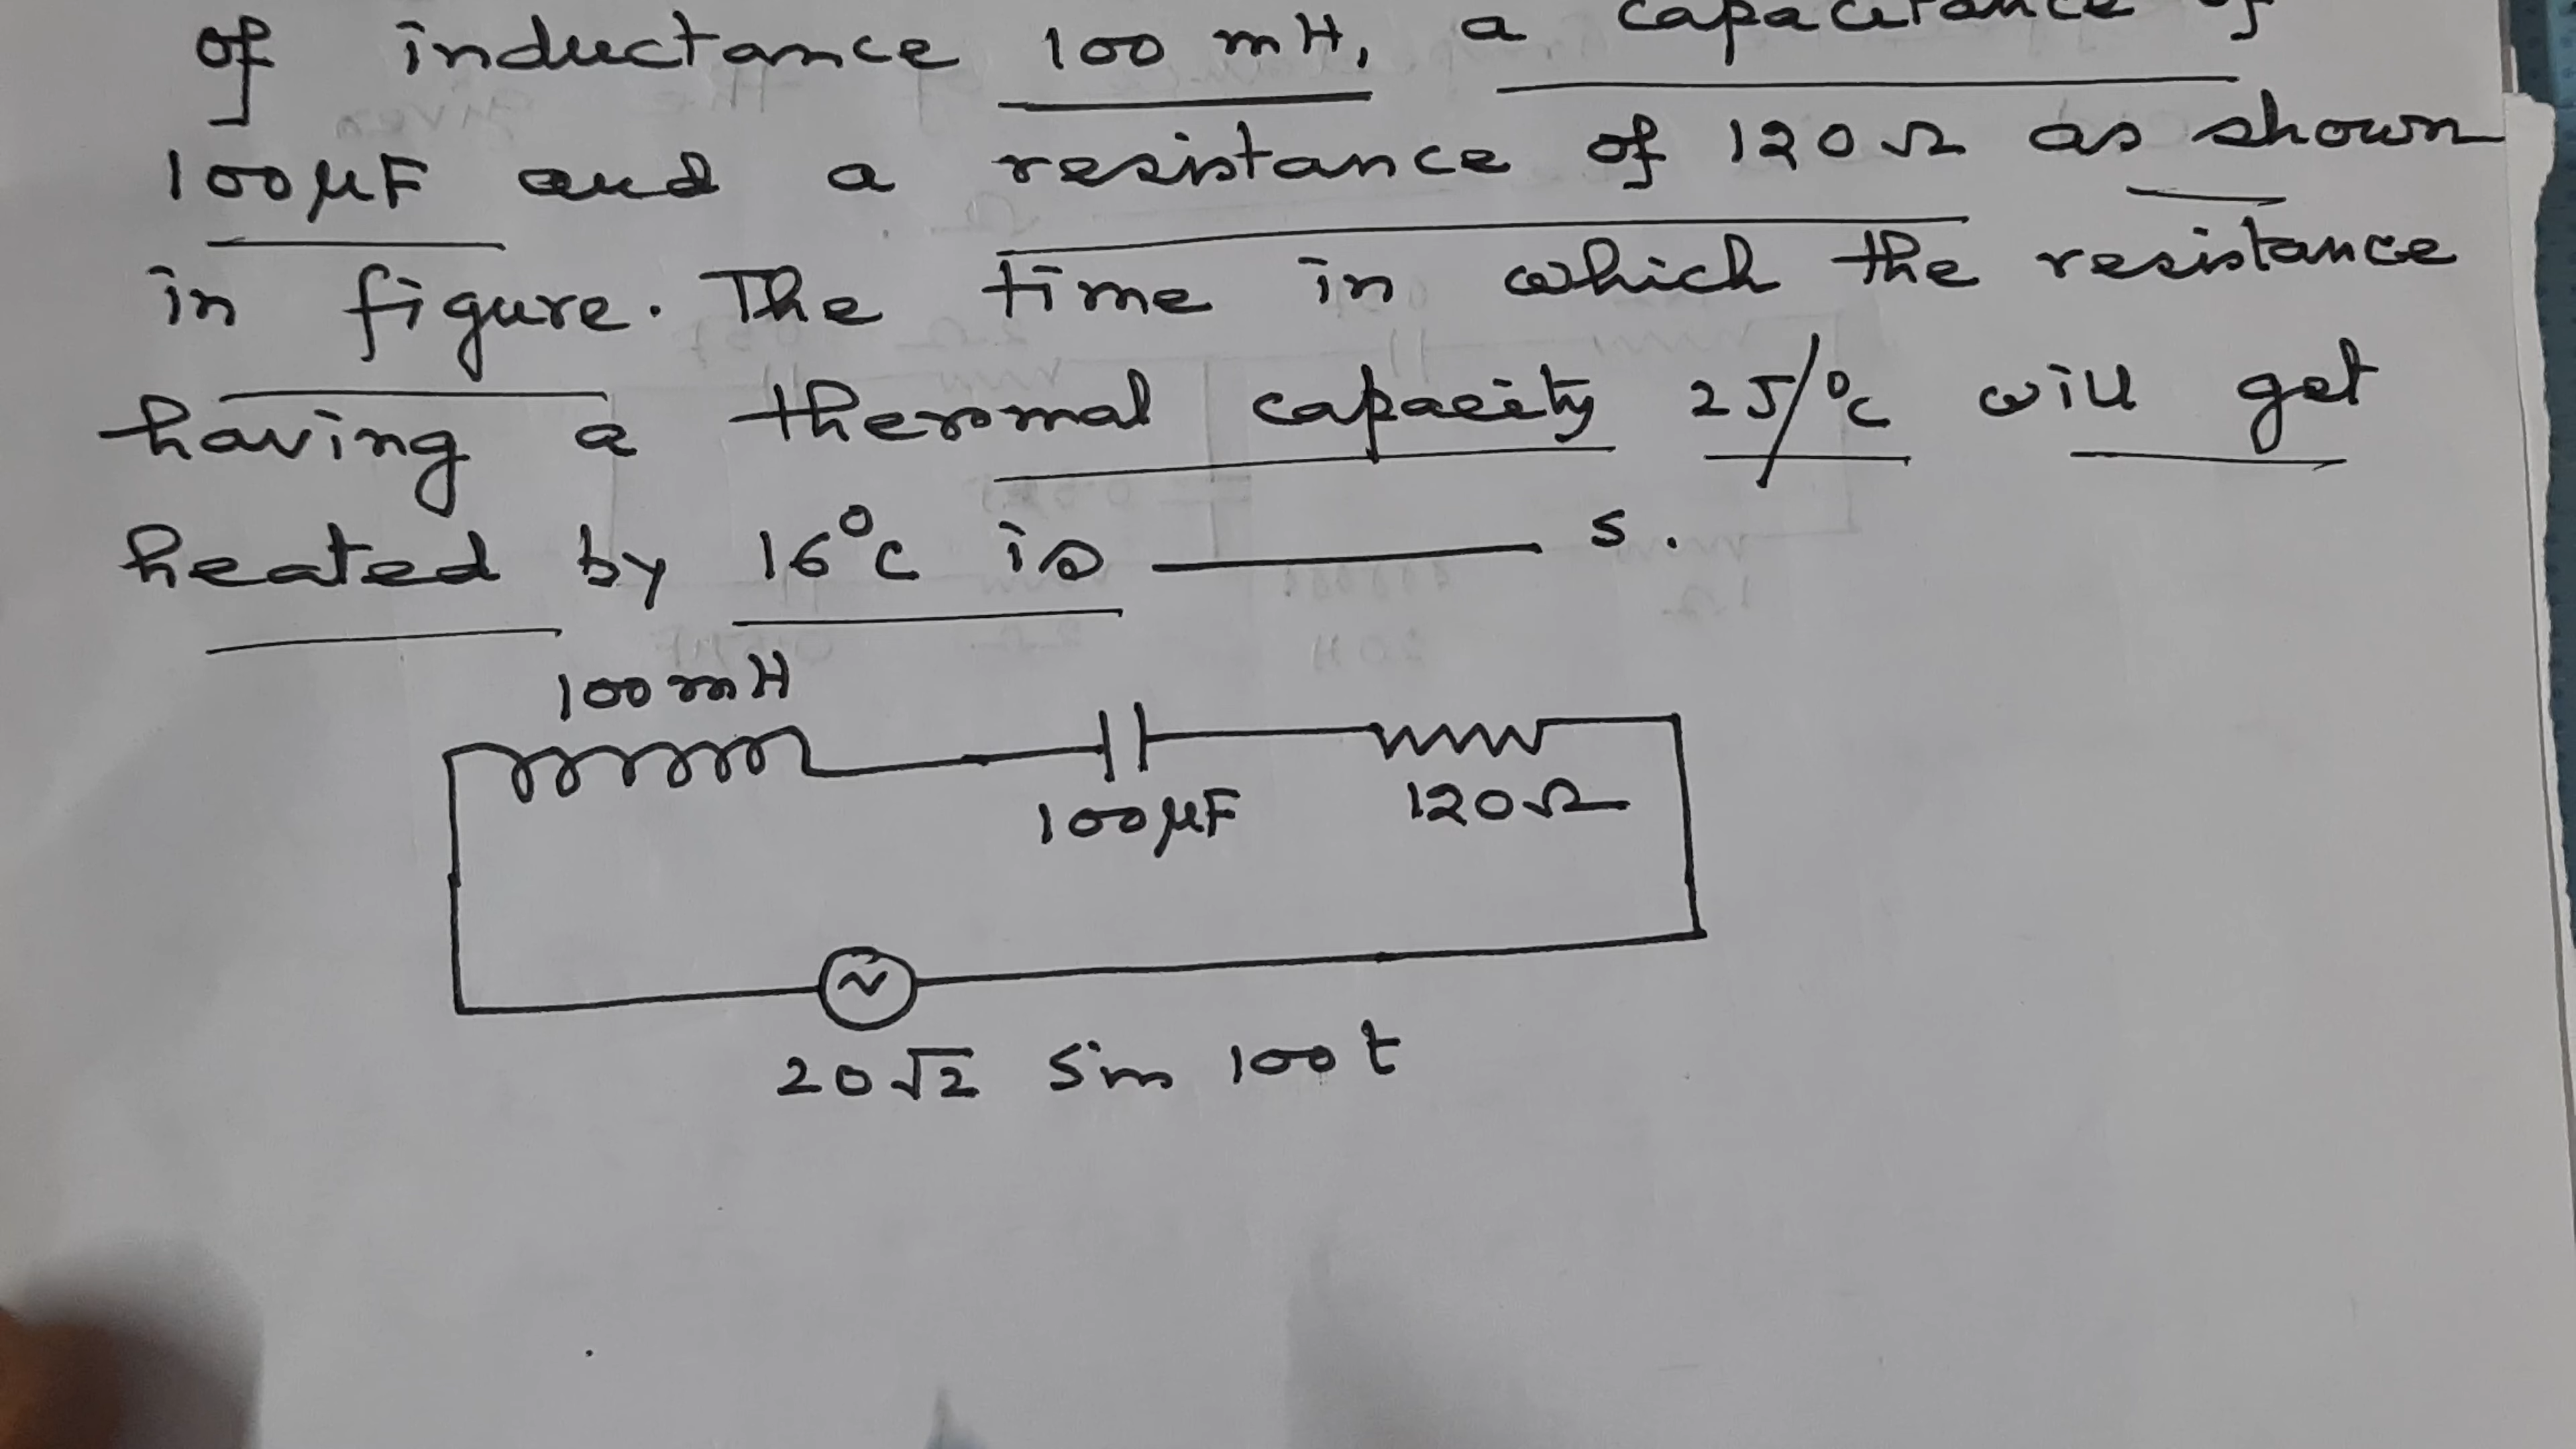 of inductance 100 mH, a capacitance of
100μF and a resistance of 120Ω as shown
in figure. The time in which the resistance
having a thermal capacity 2J/°C will get
heated by 16°C is ______ s.
100mH
100μF
120Ω
~
20√2 sin 100t